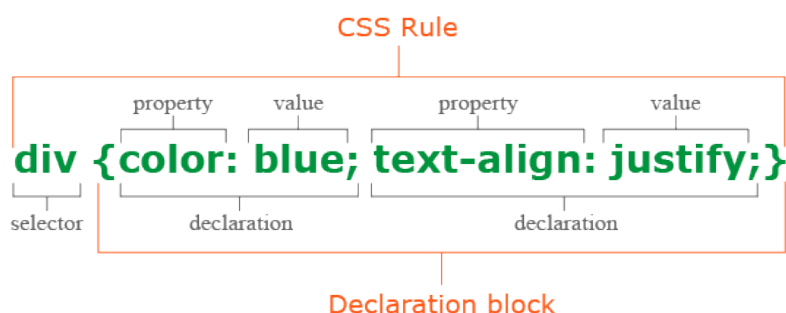 CSS Rule
property value property value
div {color: blue; text-align: justify;}
selector declaration declaration
Declaration block